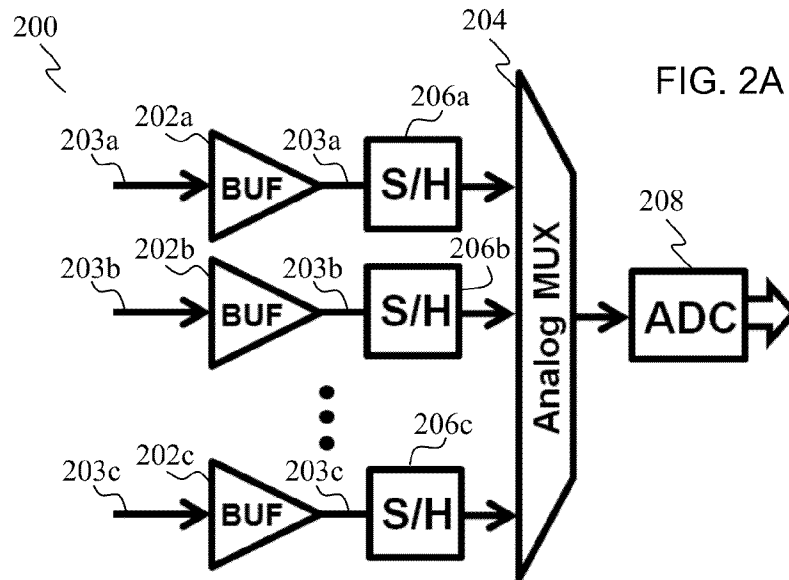 200
204
FIG. 2A
202a
206a
203a
203a
BUF
S/H
208
202b
206b
203b
203b
BUF
S/H
Analog MUX
ADC
202c
206c
203c
203c
BUF
S/H